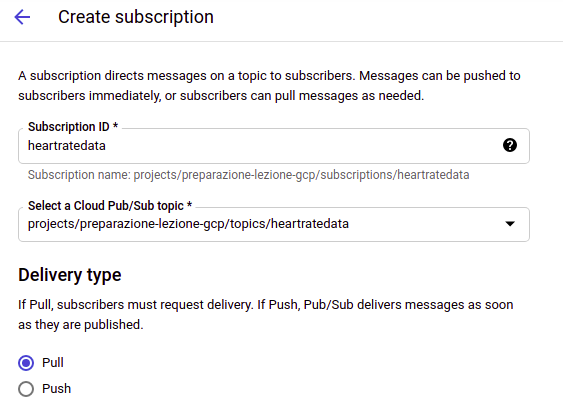 Create subscription
A subscription directs messages on a topic to subscribers. Messages can be pushed to
subscribers immediately, or subscribers can pull messages as needed.
Subscription ID *
heartratedata
Subscription name: projects/preparazione-lezione-gcp/subscriptions/heartratedata
Select a Cloud Pub/Sub topic *
projects/preparazione-lezione-gcp/topics/heartratedata
Delivery type
If Pull, subscribers must request delivery. If Push, Pub/Sub delivers messages as soon
as they are published.
Pull
Push